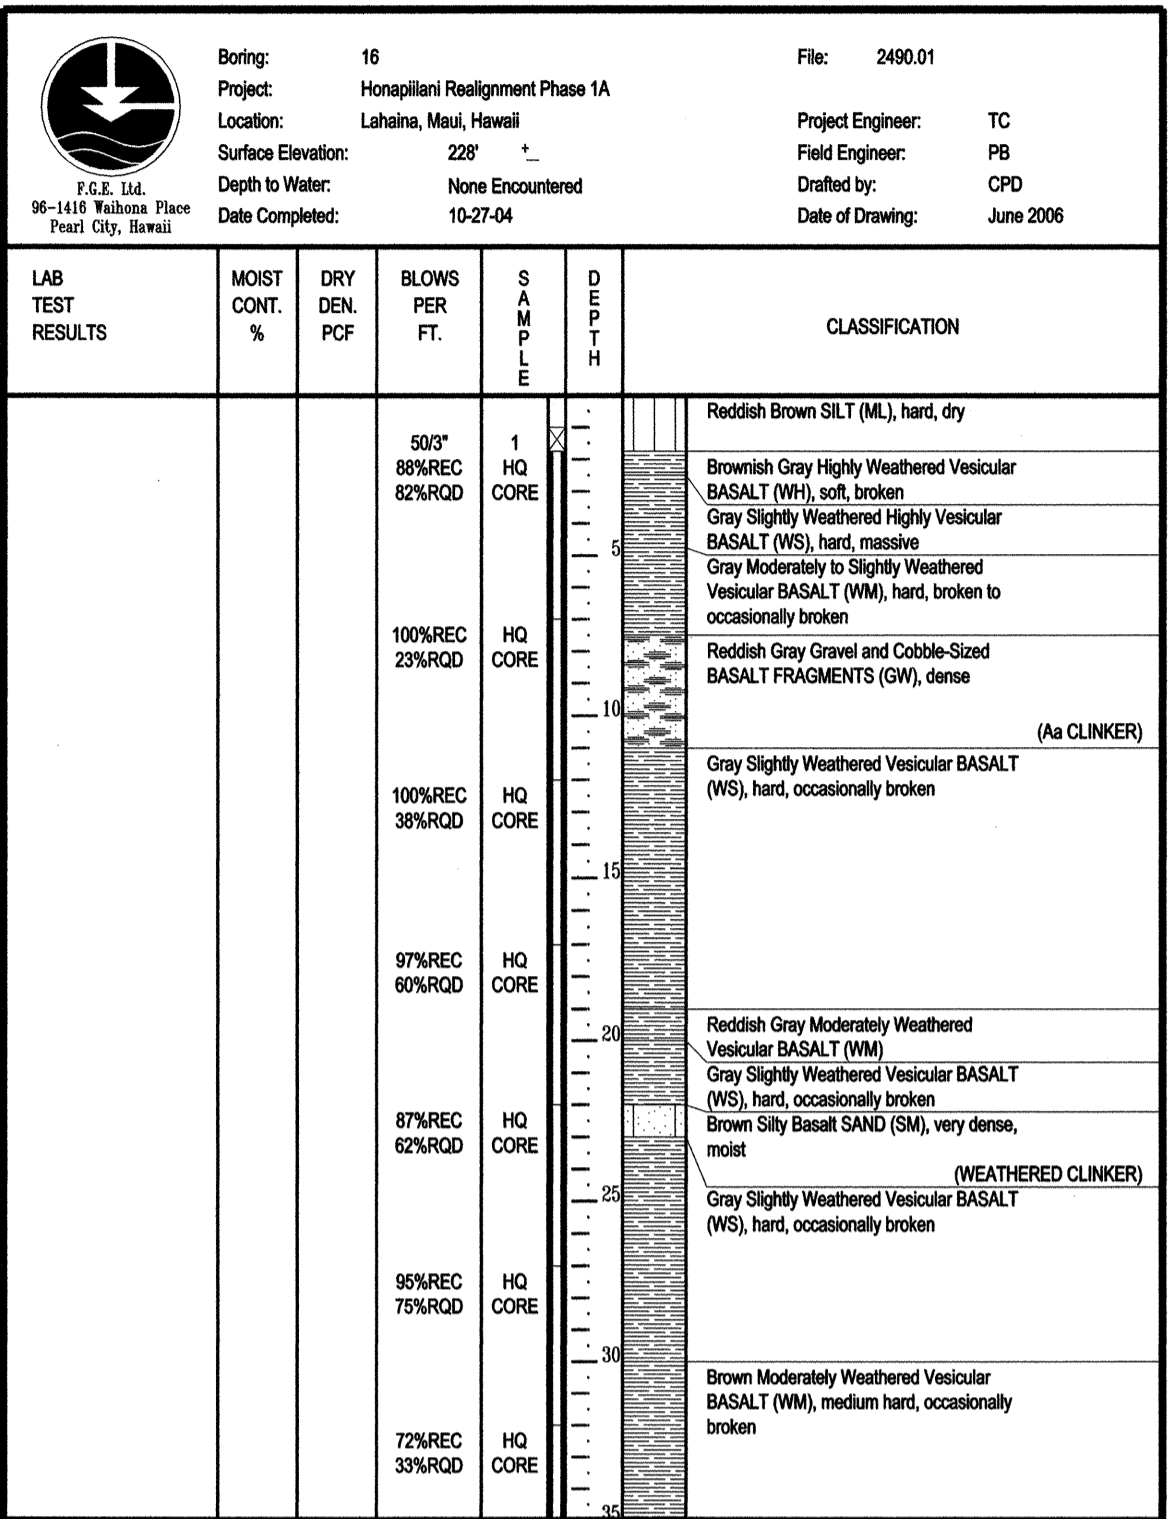 F.G.E. Ltd.
96-1416 Waihona Place
Pearl City, Hawaii
Boring: 16
Project: Honapiilani Realignment Phase 1A
Location: Lahaina, Maui, Hawaii
Surface Elevation: 228' +_
Depth to Water: None Encountered
Date Completed: 10-27-04
File: 2490.01
Project Engineer: TC
Field Engineer: PB
Drafted by: CPD
Date of Drawing: June 2006
LAB
TEST
RESULTS
MOIST
CONT.
%
DRY
DEN.
PCF
BLOWS
PER
FT.
SAMPLE
DEPTH
CLASSIFICATION
Reddish Brown SILT (ML), hard, dry
50/3" 1
88%REC HQ
82%RQD CORE
Brownish Gray Highly Weathered Vesicular
BASALT (WH), soft, broken
Gray Slightly Weathered Highly Vesicular
BASALT (WS), hard, massive
5
Gray Moderately to Slightly Weathered
Vesicular BASALT (WM), hard, broken to
occasionally broken
100%REC HQ
23%RQD CORE
Reddish Gray Gravel and Cobble-Sized
BASALT FRAGMENTS (GW), dense
10
(Aa CLINKER)
Gray Slightly Weathered Vesicular BASALT
(WS), hard, occasionally broken
100%REC HQ
38%RQD CORE
15
97%REC HQ
60%RQD CORE
20
Reddish Gray Moderately Weathered
Vesicular BASALT (WM)
Gray Slightly Weathered Vesicular BASALT
(WS), hard, occasionally broken
87%REC HQ
62%RQD CORE
Brown Silty Basalt SAND (SM), very dense,
moist
(WEATHERED CLINKER)
25
Gray Slightly Weathered Vesicular BASALT
(WS), hard, occasionally broken
95%REC HQ
75%RQD CORE
30
Brown Moderately Weathered Vesicular
BASALT (WM), medium hard, occasionally
broken
72%REC HQ
33%RQD CORE
35